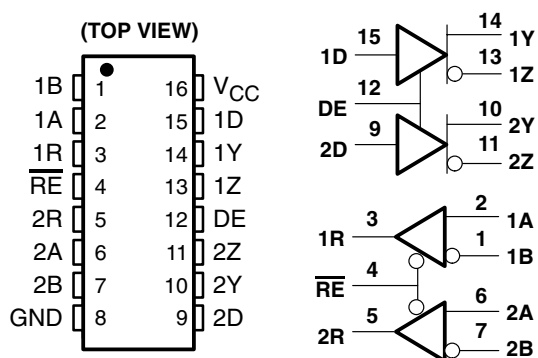 (TOP VIEW)
1B 1 16 VCC
1A 2 15 1D
1R 3 14 1Y
RE 4 13 1Z
2R 5 12 DE
2A 6 11 2Z
2B 7 10 2Y
GND 8 9 2D
14
15 1Y
1D 13
1Z
12
DE 10
9 2Y
2D 11
2Z
2
3 1A
1R 1
1B
4
RE 6
5 2A
2R 7
2B